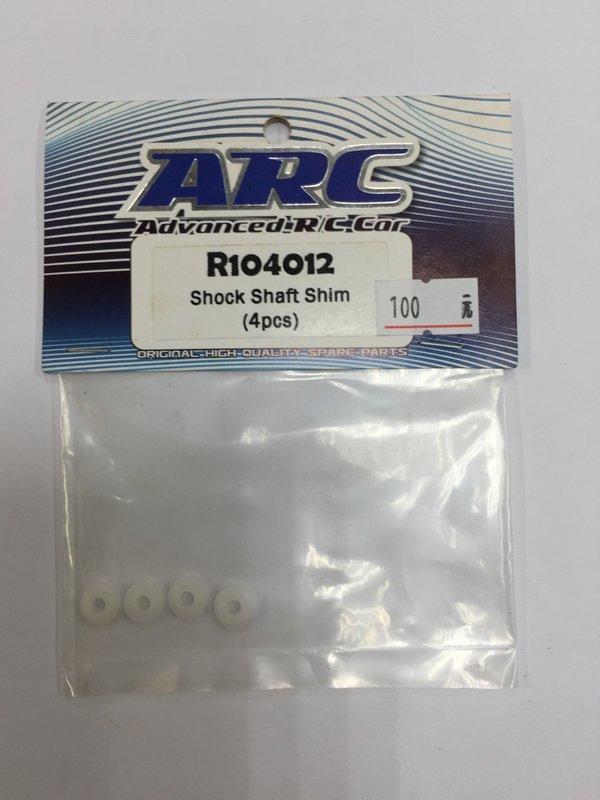 ARC
Advanced R/C Car
R104012
Shock Shaft Shim
(4pcs)
100 元
ORIGINAL HIGH QUALITY SPARE PARTS